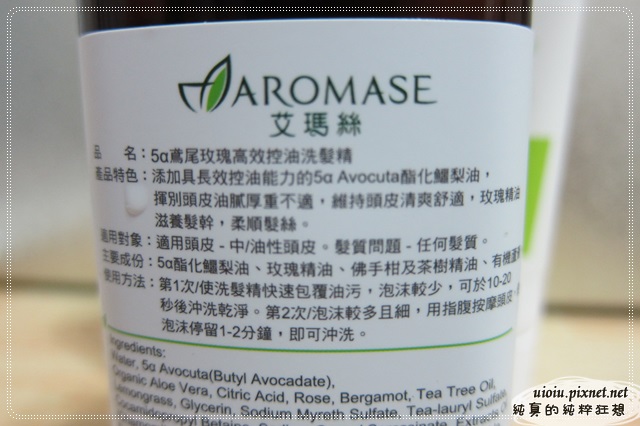 AROMASE
艾瑪絲
品　　名：5α鳶尾玫瑰高效控油洗髮精
產品特色：添加具長效控油能力的5α Avocuta酯化鱷梨油，
揮別頭皮油膩厚重不適，維持頭皮清爽舒適，玫瑰精油
滋養髮幹，柔順髮絲。
適用對象：適用頭皮 - 中/油性頭皮。髮質問題 - 任何髮質。
主要成份：5α酯化鱷梨油、玫瑰精油、佛手柑及茶樹精油、有機蘆薈
使用方法：第1次/使洗髮精快速包覆油污，泡沫較少，可於10-20
秒後沖洗乾淨。第2次/泡沫較多且細，用指腹按摩頭皮，
泡沫停留1-2分鐘，即可沖洗。
Ingredients:
Water, 5α Avocuta(Butyl Avocadate),
Organic Aloe Vera, Citric Acid, Rose, Bergamot, Tea Tree Oil,
Lemongrass, Glycerin, Sodium Myreth Sulfate, Tea-lauryl Sulfate,
Cocamidopropyl Betaine,
uioiu.pixnet.net
純真的純粹狂想